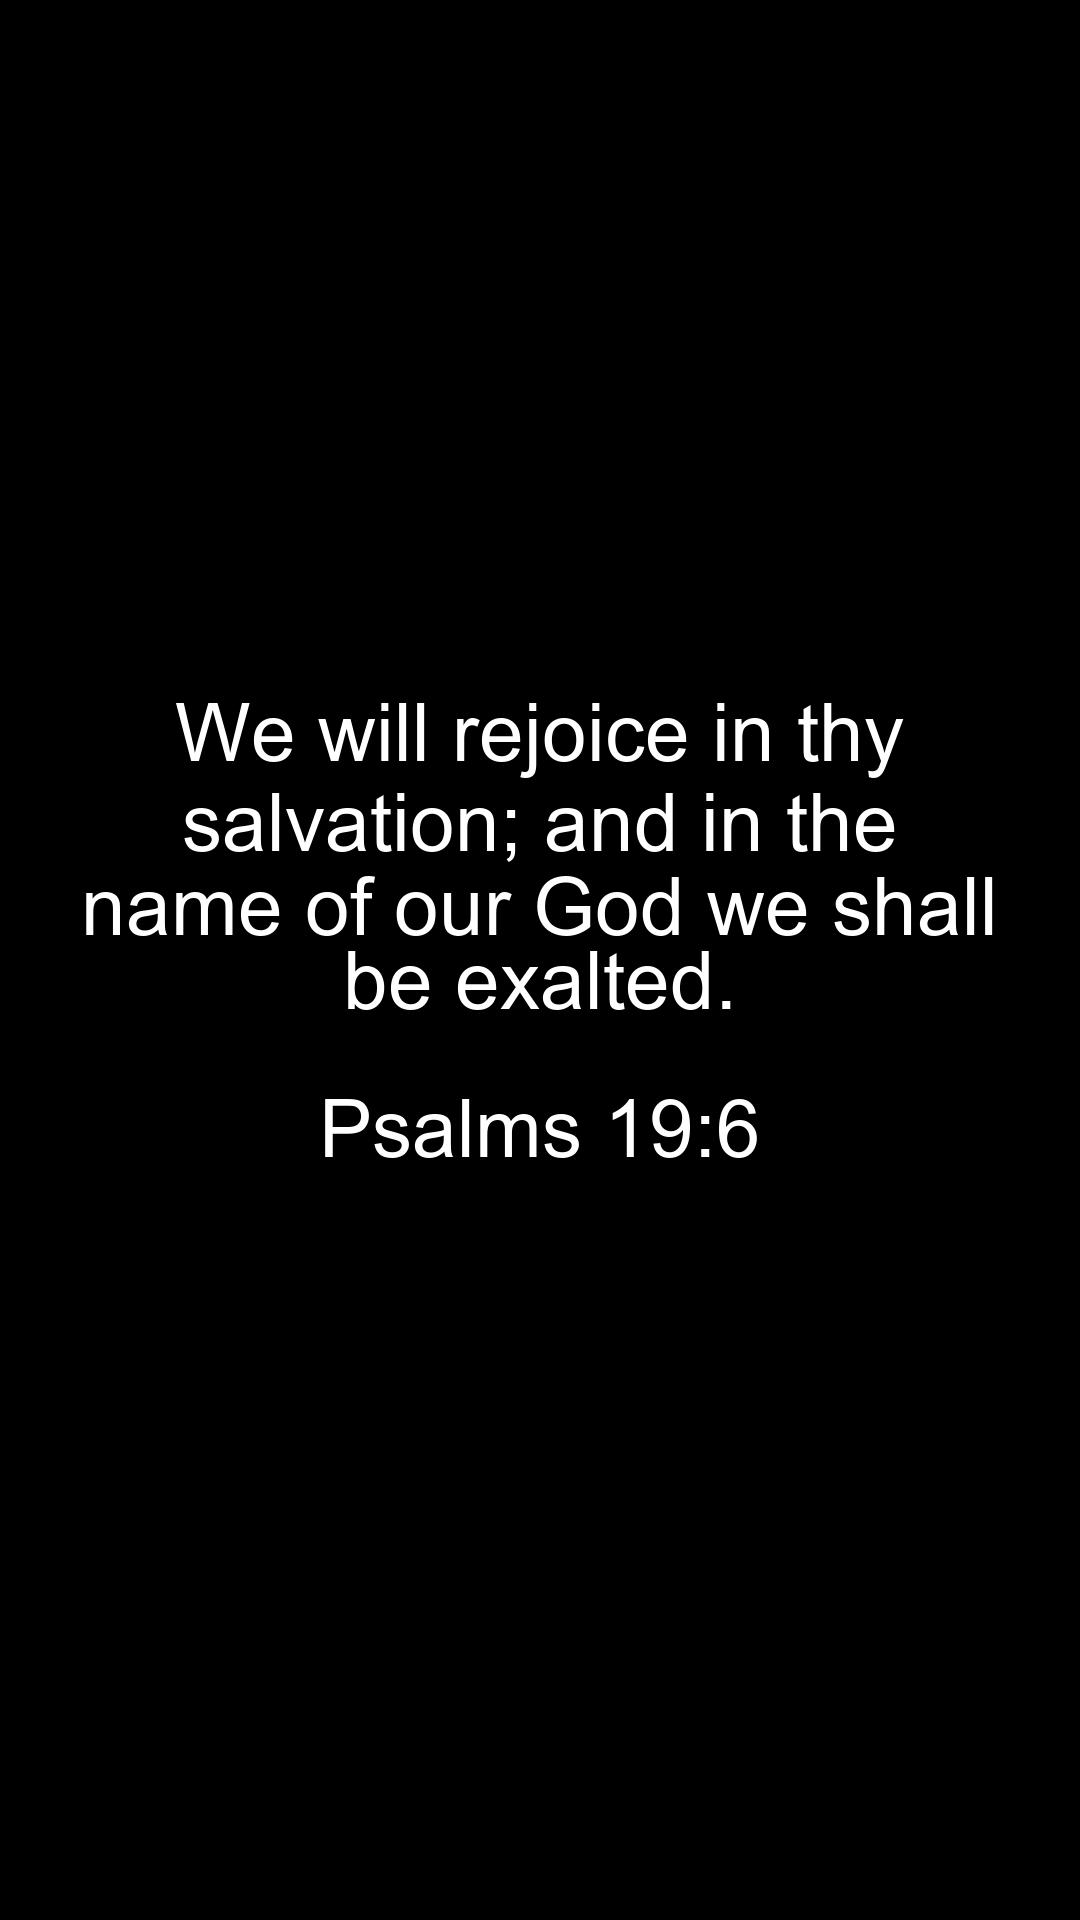 We will rejoice in thy
salvation; and in the
name of our God we shall
be exalted.
Psalms 19:6